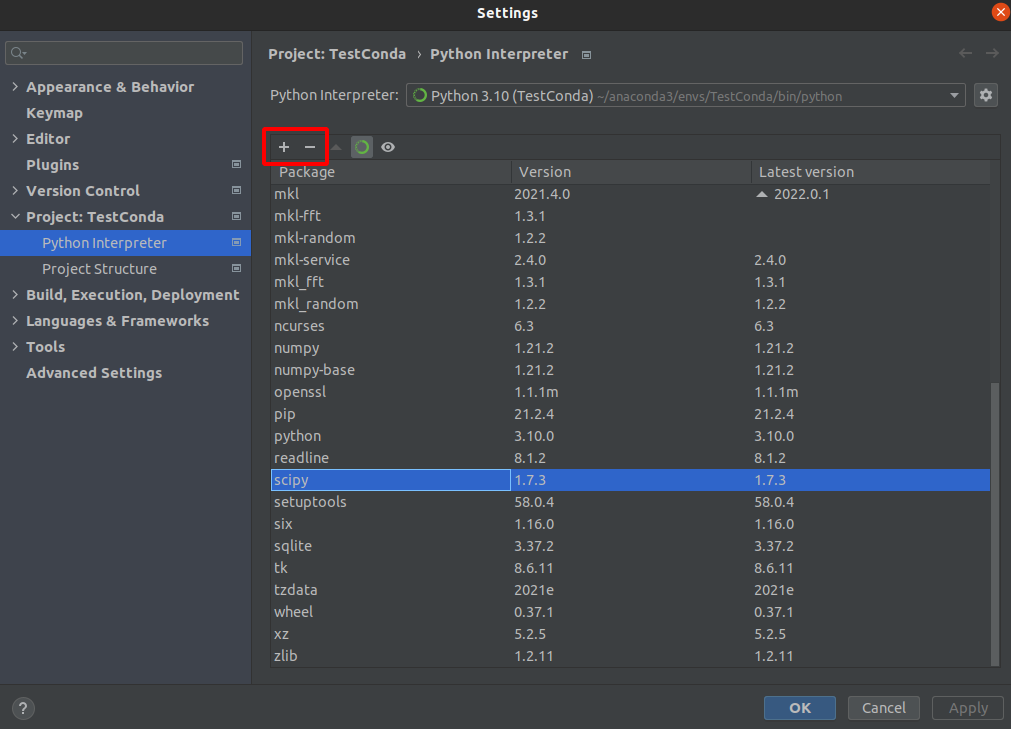 Settings
Project: TestConda › Python Interpreter
Appearance & Behavior
Keymap
Editor
Plugins
Version Control
Project: TestConda
Python Interpreter
Project Structure
Build, Execution, Deployment
Languages & Frameworks
Tools
Advanced Settings
Python Interpreter: Python 3.10 (TestConda) ~/anaconda3/envs/TestConda/bin/python
Package Version Latest version
mkl 2021.4.0 2022.0.1
mkl-fft 1.3.1
mkl-random 1.2.2
mkl-service 2.4.0 2.4.0
mkl_fft 1.3.1 1.3.1
mkl_random 1.2.2 1.2.2
ncurses 6.3 6.3
numpy 1.21.2 1.21.2
numpy-base 1.21.2 1.21.2
openssl 1.1.1m 1.1.1m
pip 21.2.4 21.2.4
python 3.10.0 3.10.0
readline 8.1.2 8.1.2
scipy 1.7.3 1.7.3
setuptools 58.0.4 58.0.4
six 1.16.0 1.16.0
sqlite 3.37.2 3.37.2
tk 8.6.11 8.6.11
tzdata 2021e 2021e
wheel 0.37.1 0.37.1
xz 5.2.5 5.2.5
zlib 1.2.11 1.2.11
? OK Cancel Apply